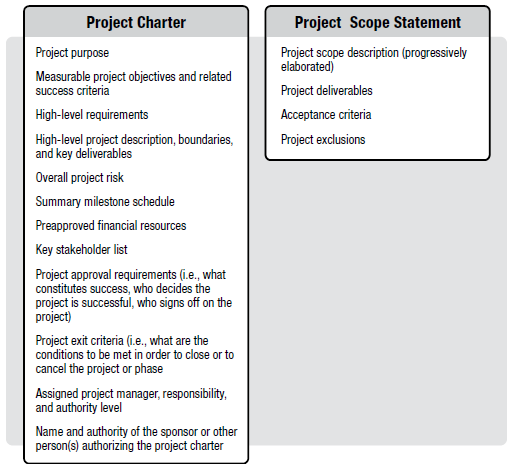 Project Charter
Project purpose
Measurable project objectives and related
success criteria
High-level requirements
High-level project description, boundaries,
and key deliverables
Overall project risk
Summary milestone schedule
Preapproved financial resources
Key stakeholder list
Project approval requirements (i.e., what
constitutes success, who decides the
project is successful, who signs off on the
project)
Project exit criteria (i.e., what are the
conditions to be met in order to close or to
cancel the project or phase
Assigned project manager, responsibility,
and authority level
Name and authority of the sponsor or other
person(s) authorizing the project charter
Project Scope Statement
Project scope description (progressively
elaborated)
Project deliverables
Acceptance criteria
Project exclusions